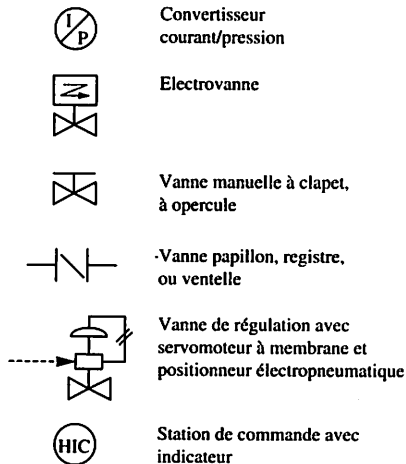 I/P
Convertisseur
courant/pression
Electrovanne
Vanne manuelle à clapet,
à opercule
-Vanne papillon, registre,
ou ventelle
Vanne de régulation avec
servomoteur à membrane et
positionneur électropneumatique
HIC
Station de commande avec
indicateur